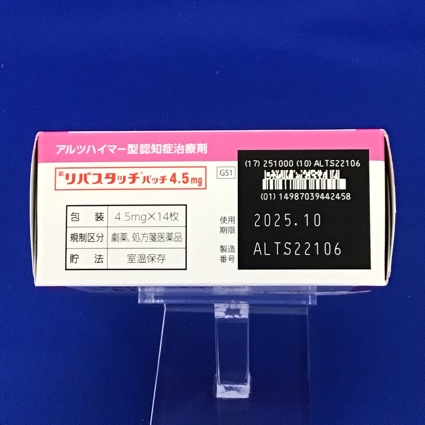 アルツハイマー型認知症治療剤
リバスタッチ パッチ 4.5mg
包装 4.5mg×14枚
規制区分 劇薬、処方箋医薬品
貯法 室温保存
GS1
(17) 251000 (10) ALTS22106
(01) 14987039442458
使用期限 2025.10
製造番号 ALTS22106